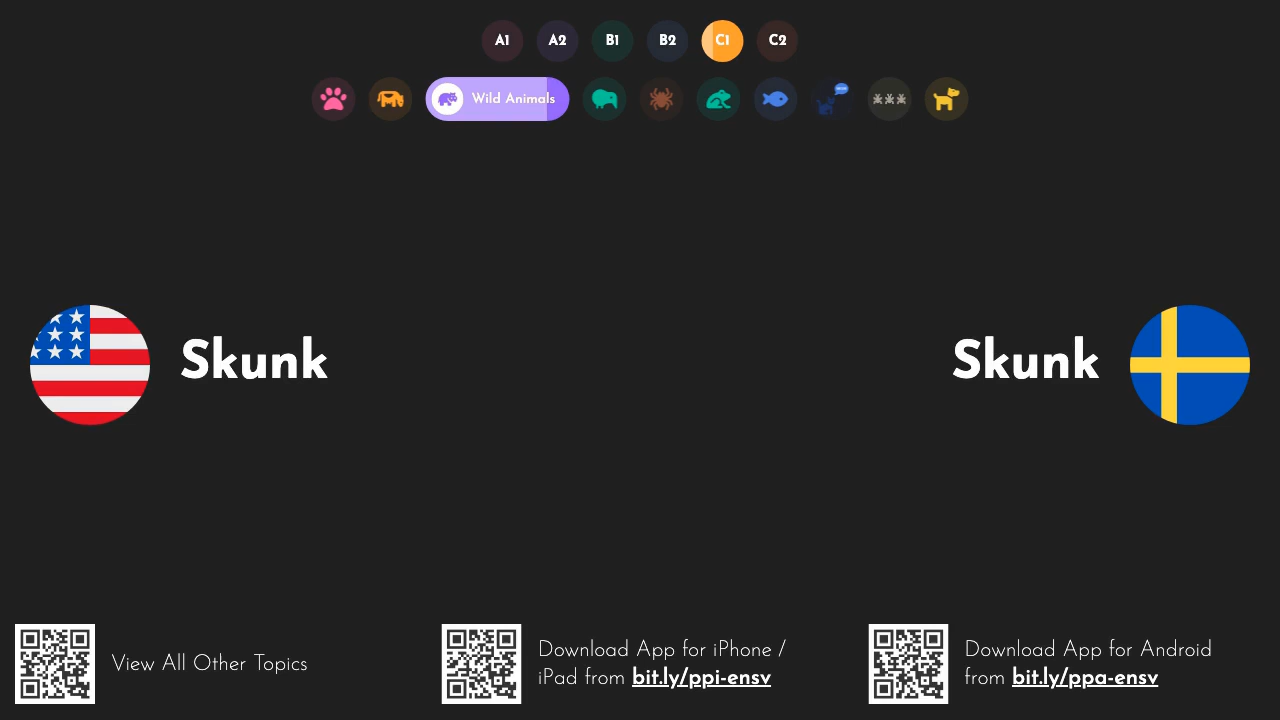 A1 A2 B1 B2 C1 C2
Wild Animals
Skunk
Skunk
View All Other Topics
Download App for iPhone /
iPad from bit.ly/ppi-ensv
Download App for Android
from bit.ly/ppa-ensv